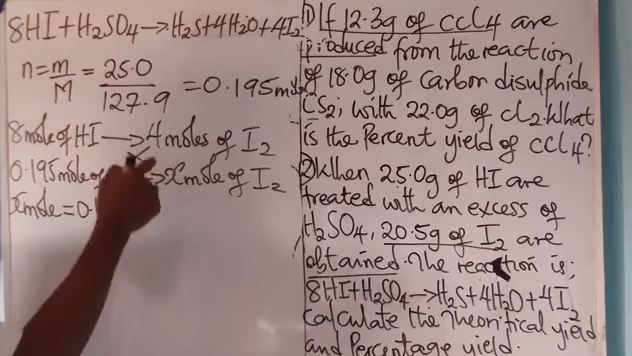 8HI+H₂SO₄→H₂S+4H₂O+4I₂
n=m/M = 25.0/127.9 = 0.195m
8mole of HI → 4 moles of I₂
0.195mole of → x mole of I₂
x mole = 0.
1) If 12.3g of CCl₄ are
produced from the reaction
of 18.0g of Carbon disulphide
CS₂, with 22.0g of Cl₂. What
is the Percent yield of CCl₄?
2) When 25.0g of HI are
treated with an excess of
H₂SO₄, 20.5g of I₂ are
obtained. The reaction is;
8HI+H₂SO₄→H₂S+4H₂O+4I₂
Calculate the Theoritical yield
and Percentage yield.